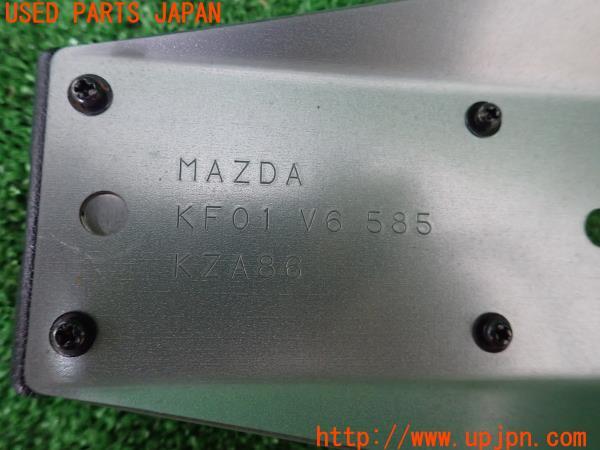 USED PARTS JAPAN
MAZDA
KF01 V6 585
KZA86
http://www.upjpn.com/